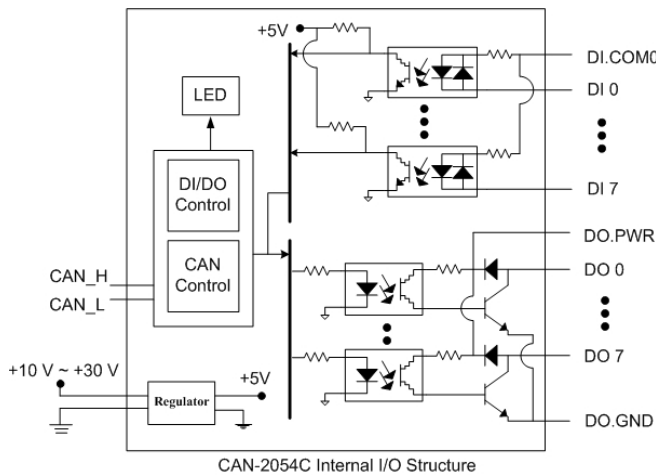 +5V
DI.COM0
DI 0
LED
DI/DO
Control
DI 7
DO.PWR
CAN
Control
DO 0
CAN_H
CAN_L
DO 7
+10 V ~ +30 V
+5V
Regulator
DO.GND
CAN-2054C Internal I/O Structure